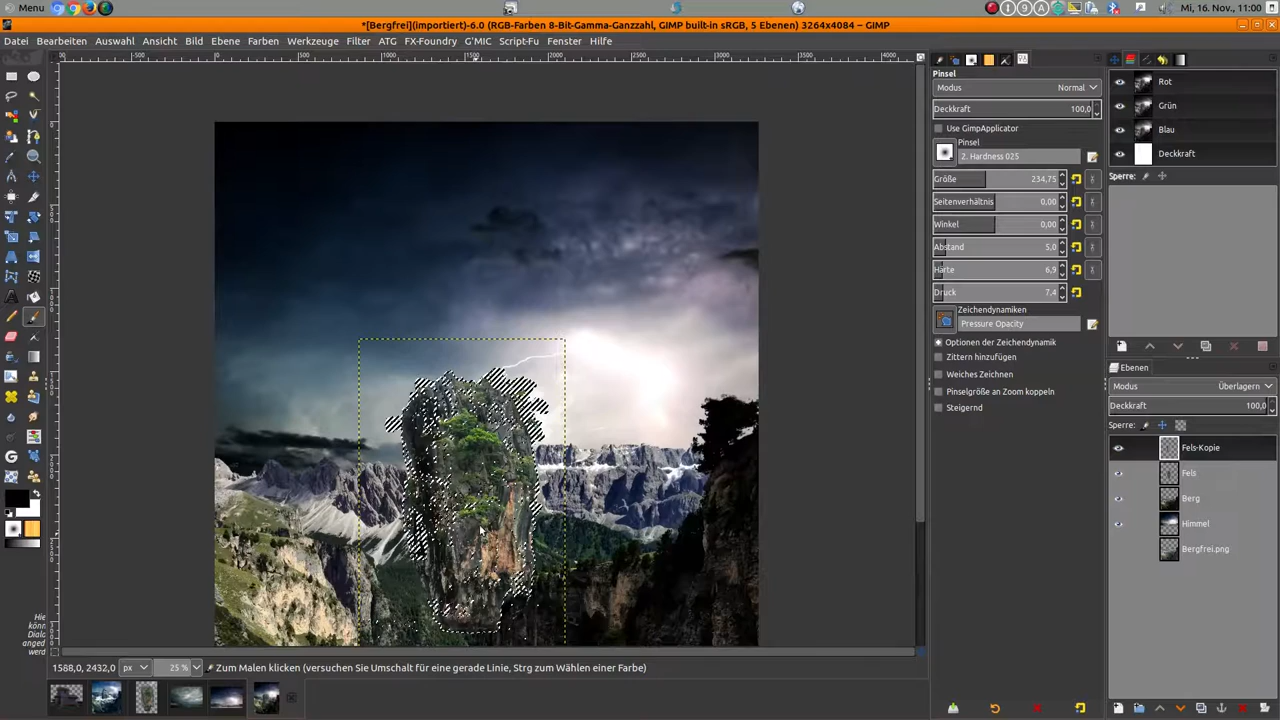 Menu
Mi, 16. Nov., 11:00
*[Bergfrei](importiert)-6.0 (RGB-Farben 8-Bit-Gamma-Ganzzahl, GIMP built-in sRGB, 5 Ebenen) 3264x4084 – GIMP
Datei Bearbeiten Auswahl Ansicht Bild Ebene Farben Werkzeuge Filter ATG FX-Foundry G'MIC Script-Fu Fenster Hilfe
Pinsel
Modus Normal
Deckkraft 100,0
Use GimpApplicator
Pinsel
2. Hardness 025
Größe 234,75
Seitenverhältnis 0,00
Winkel 0,00
Abstand 5,0
Härte 6,9
Druck 7,4
Zeichendynamiken
Pressure Opacity
Optionen der Zeichendynamik
Zittern hinzufügen
Weiches Zeichnen
Pinselgröße an Zoom koppeln
Steigernd
Rot
Grün
Blau
Deckkraft
Sperre:
Ebenen
Modus Überlagern
Deckkraft 100,0
Sperre:
Fels-Kopie
Fels
Berg
Himmel
Bergfrei.png
Hie
könn
Dialo
anged
werd
1588,0, 2432,0 px 25 % Zum Malen klicken (versuchen Sie Umschalt für eine gerade Linie, Strg zum Wählen einer Farbe)